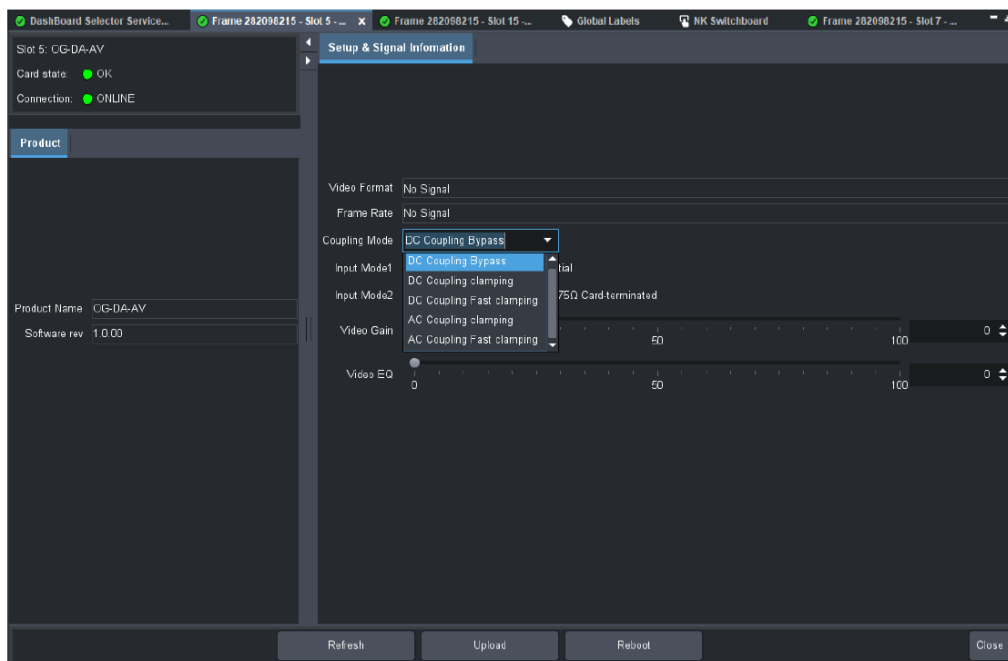 DashBoard Selector Service...
Frame 282098215 - Slot 5 - ... x
Frame 282098215 - Slot 15 -...
Global Labels
NK Switchboard
Frame 282098215 - Slot 7 - ...
Slot 5: OG-DA-AV
Card state: OK
Connection: ONLINE
Product
Product Name OG-DA-AV
Software rev 1.0.00
Setup & Signal Infomation
Video Format No Signal
Frame Rate No Signal
Coupling Mode DC Coupling Bypass
DC Coupling Bypass
DC Coupling clamping
DC Coupling Fast clamping
AC Coupling clamping
AC Coupling Fast clamping
Input Mode1 tial
Input Mode2 75Ω Card-terminated
Video Gain 50 100 0
Video EQ 0 50 100 0
Refresh
Upload
Reboot
Close